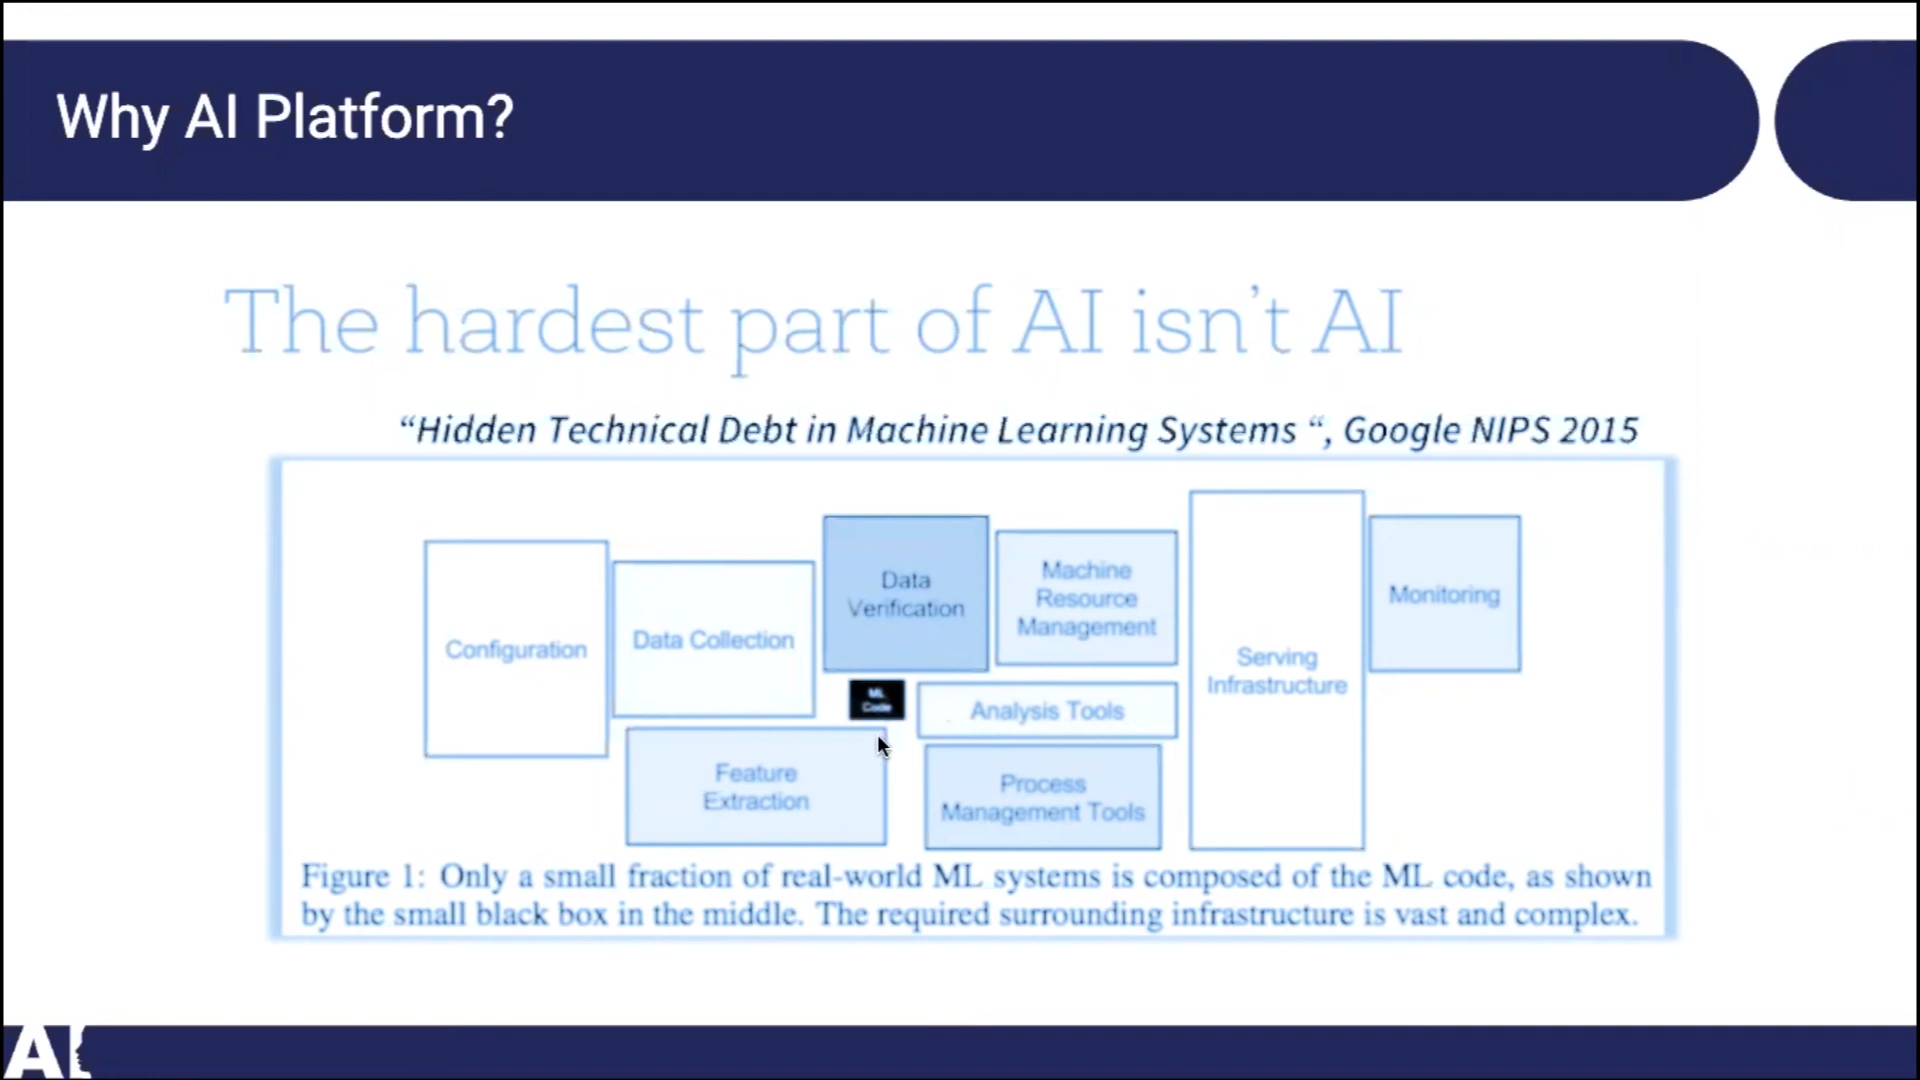 Why AI Platform?
The hardest part of AI isn’t AI
“Hidden Technical Debt in Machine Learning Systems “, Google NIPS 2015
Configuration
Data Collection
Data
Verification
Machine
Resource
Management
Serving
Infrastructure
Monitoring
ML
Code
Analysis Tools
Feature
Extraction
Process
Management Tools
Figure 1: Only a small fraction of real-world ML systems is composed of the ML code, as shown
by the small black box in the middle. The required surrounding infrastructure is vast and complex.
AI